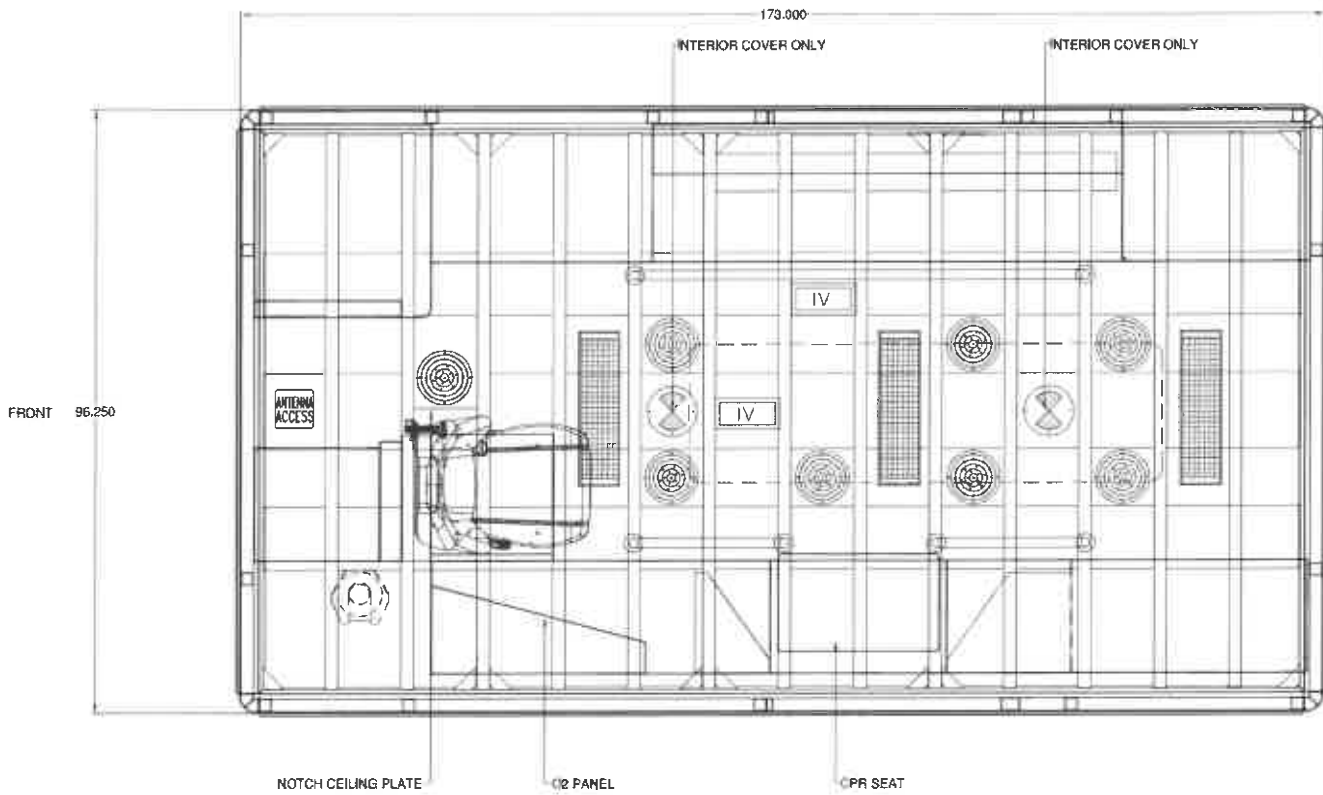 173.000
INTERIOR COVER ONLY
INTERIOR COVER ONLY
IV
ANTENNA
ACCESS
FRONT 96.250
IV
NOTCH CEILING PLATE
O2 PANEL
CPR SEAT